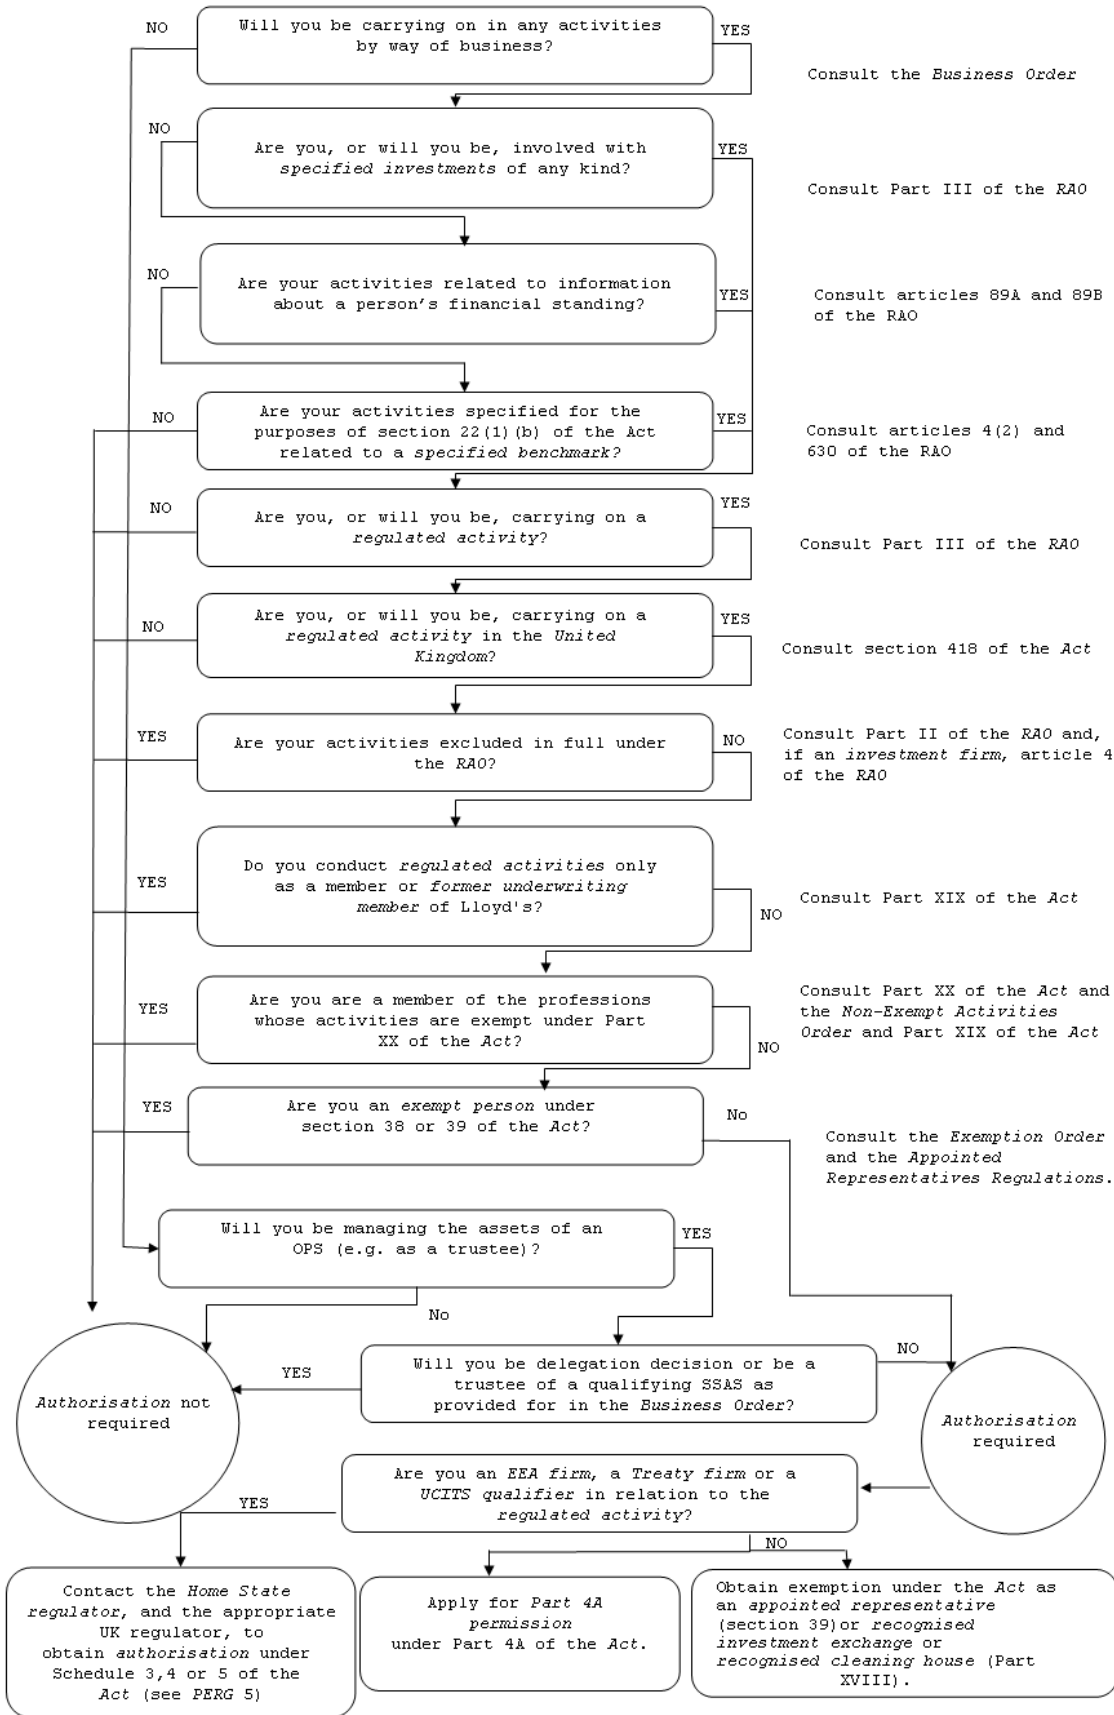 NO
Will you be carrying on in any activities
by way of business?
YES
Consult the Business Order
NO
Are you, or will you be, involved with
specified investments of any kind?
YES
Consult Part III of the RAO
NO
Are your activities related to information
about a person's financial standing?
YES
Consult articles 89A and 89B
of the RAO
NO
Are your activities specified for the
purposes of section 22(1)(b) of the Act
related to a specified benchmark?
YES
Consult articles 4(2) and
63O of the RAO
NO
Are you, or will you be, carrying on a
regulated activity?
YES
Consult Part III of the RAO
NO
Are you, or will you be, carrying on a
regulated activity in the United
Kingdom?
YES
Consult section 418 of the Act
YES
Are your activities excluded in full under
the RAO?
NO
Consult Part II of the RAO and,
if an investment firm, article 4
of the RAO
YES
Do you conduct regulated activities only
as a member or former underwriting
member of Lloyd's?
NO
Consult Part XIX of the Act
YES
Are you are a member of the professions
whose activities are exempt under Part
XX of the Act?
NO
Consult Part XX of the Act and
the Non-Exempt Activities
Order and Part XIX of the Act
YES
Are you an exempt person under
section 38 or 39 of the Act?
No
Consult the Exemption Order
and the Appointed
Representatives Regulations.
Will you be managing the assets of an
OPS (e.g. as a trustee)?
YES
No
Will you be delegation decision or be a
trustee of a qualifying SSAS as
provided for in the Business Order?
YES
NO
Authorisation not
required
Authorisation
required
Are you an EEA firm, a Treaty firm or a
UCITS qualifier in relation to the
regulated activity?
YES
NO
Contact the Home State
regulator, and the appropriate
UK regulator, to
obtain authorisation under
Schedule 3,4 or 5 of the
Act (see PERG 5)
Apply for Part 4A
permission
under Part 4A of the Act.
Obtain exemption under the Act as
an appointed representative
(section 39)or recognised
investment exchange or
recognised cleaning house (Part
XVIII).